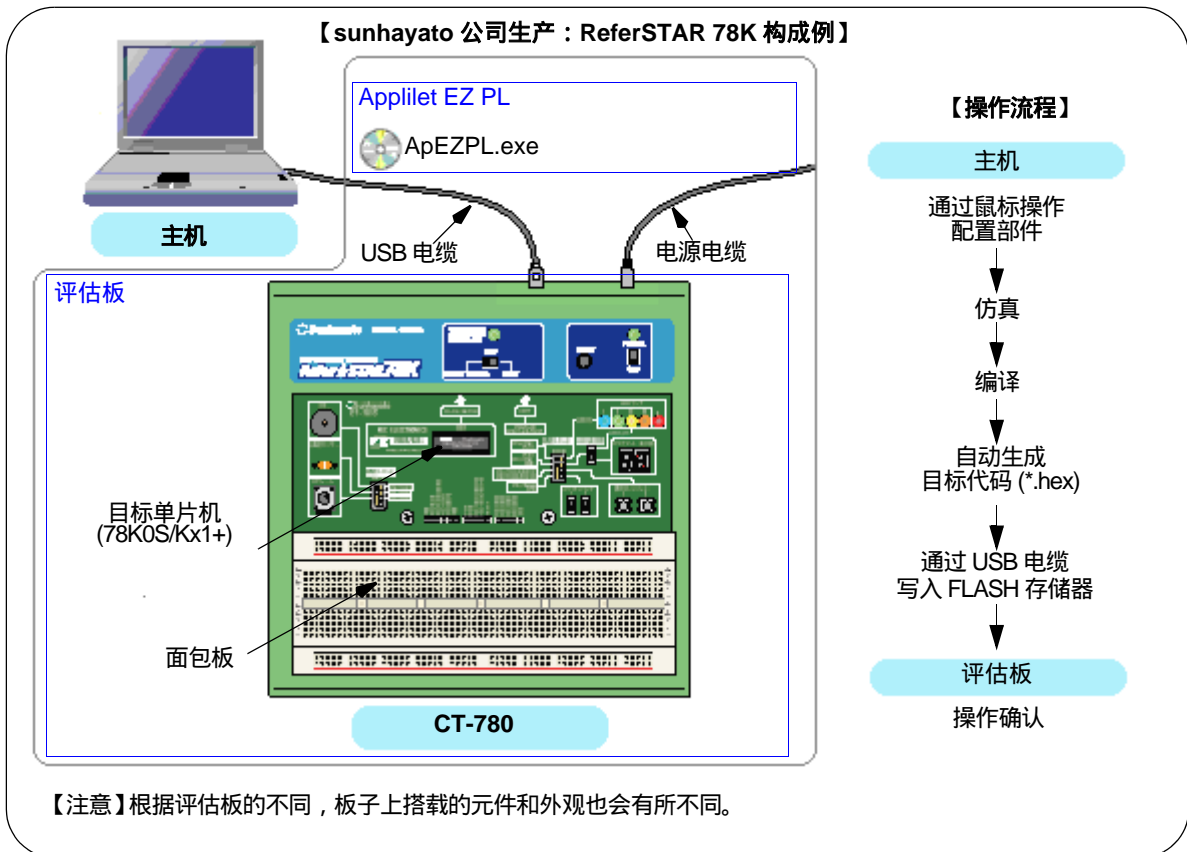 【sunhayato 公司生产：ReferSTAR 78K 构成例】
Applilet EZ PL
ApEZPL.exe
主机
USB 电缆
电源电缆
评估板
目标单片机
(78K0S/Kx1+)
面包板
CT-780
【操作流程】
主机
通过鼠标操作
配置部件
仿真
编译
自动生成
目标代码 (*.hex)
通过 USB 电缆
写入 FLASH 存储器
评估板
操作确认
【注意】根据评估板的不同，板子上搭载的元件和外观也会有所不同。